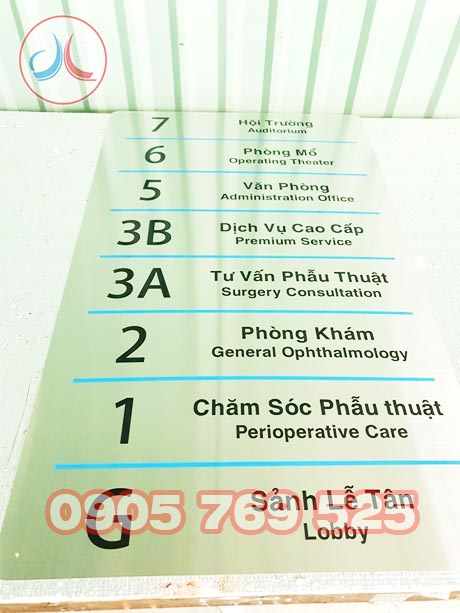 7 Hội Trường
Auditorium
6 Phòng Mổ
Operating Theater
5 Văn Phòng
Administration Office
3B Dịch Vụ Cao Cấp
Premium Service
3A Tư Vấn Phẫu Thuật
Surgery Consultation
2 Phòng Khám
General Ophthalmology
1 Chăm Sóc Phẫu thuật
Perioperative Care
G Sảnh Lễ Tân
0905 769 525
Lobby